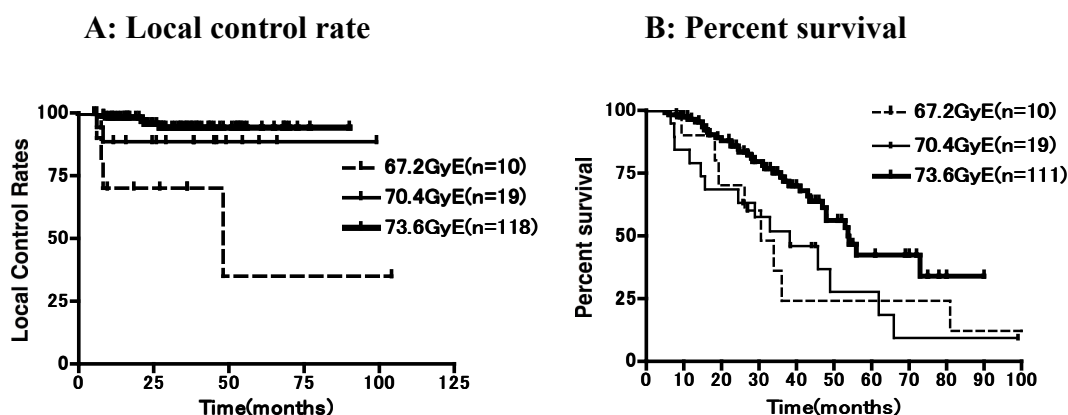 A: Local control rate
B: Percent survival
100
75
50
25
0
Local Control Rates
0 25 50 75 100 125
Time(months)
67.2GyE(n=10)
70.4GyE(n=19)
73.6GyE(n=118)
100
75
50
25
0
Percent survival
0 10 20 30 40 50 60 70 80 90 100
Time(months)
67.2GyE(n=10)
70.4GyE(n=19)
73.6GyE(n=111)